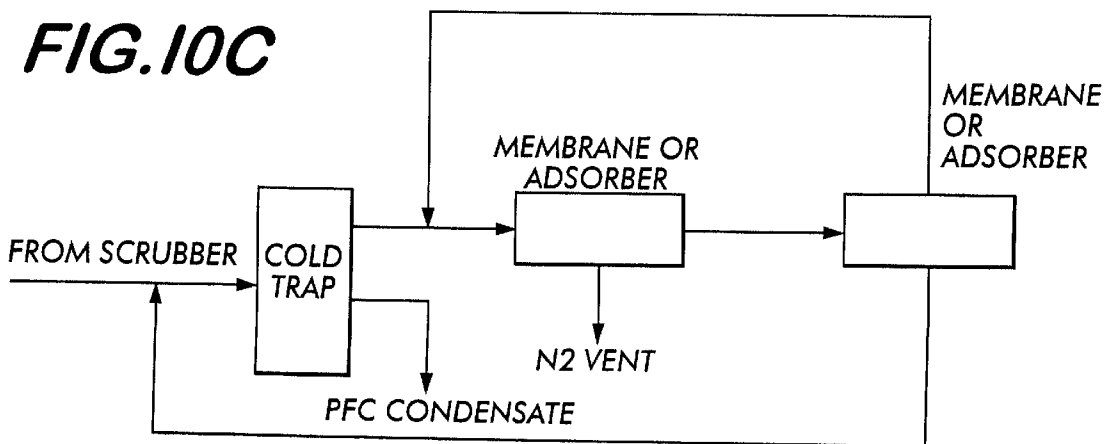 FIG.10C
MEMBRANE
OR
ADSORBER
MEMBRANE OR
ADSORBER
FROM SCRUBBER
COLD
TRAP
N2 VENT
PFC CONDENSATE